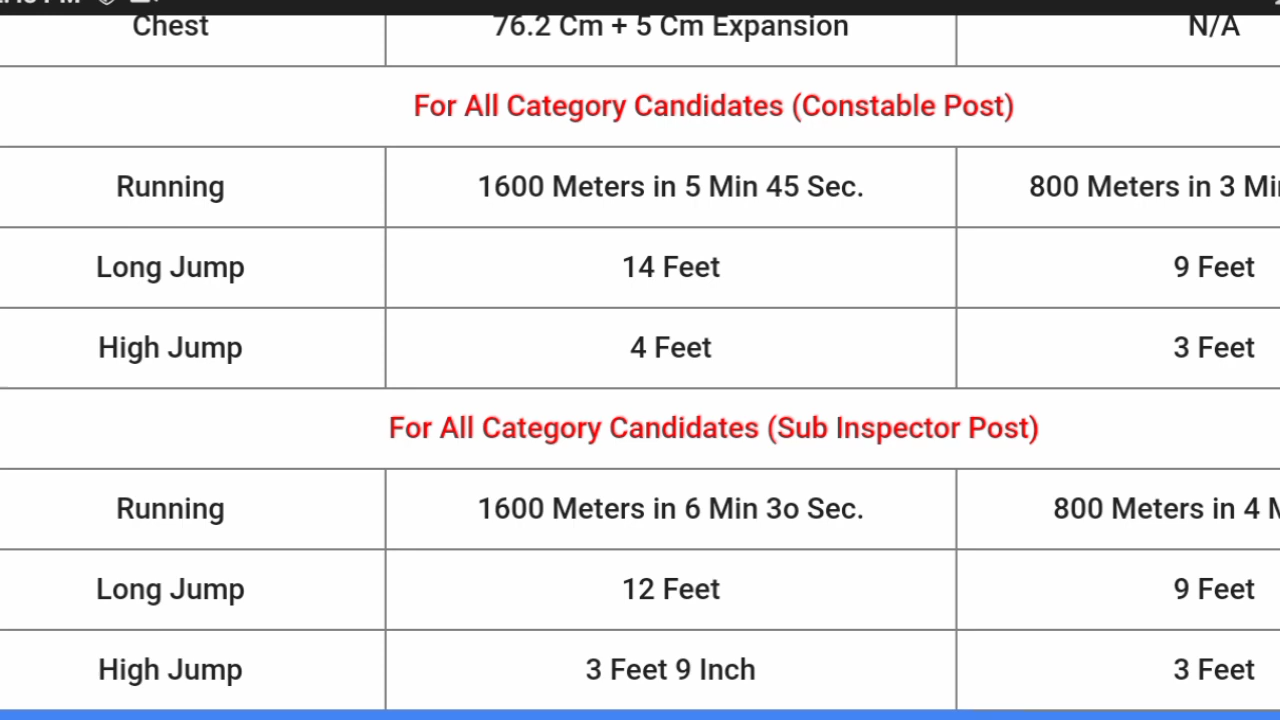 Chest 76.2 Cm + 5 Cm Expansion N/A
For All Category Candidates (Constable Post)
Running 1600 Meters in 5 Min 45 Sec. 800 Meters in 3
Long Jump 14 Feet 9 Feet
High Jump 4 Feet 3 Feet
For All Category Candidates (Sub Inspector Post)
Running 1600 Meters in 6 Min 3o Sec. 800 Meters in 4
Long Jump 12 Feet 9 Feet
High Jump 3 Feet 9 Inch 3 Feet